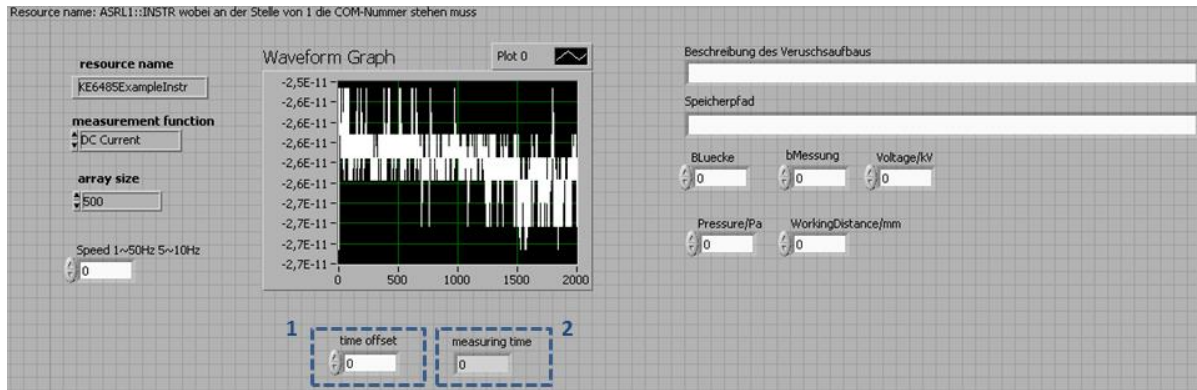 Resource name: ASRL1::INSTR wobei an der Stelle von 1 die COM-Nummer stehen muss
resource name
KE6485ExampleInstr
measurement function
DC Current
array size
500
Speed 1~50Hz 5~10Hz
0
Waveform Graph
Plot 0
-2,5E-11
-2,6E-11
-2,6E-11
-2,6E-11
-2,6E-11
-2,6E-11
-2,7E-11
-2,7E-11
-2,7E-11
-2,7E-11
0 500 1000 1500 2000
1
time offset
0
measuring time
0
2
Beschreibung des Veruschsaufbaus
Speicherpfad
BLuecke bMessung Voltage/kV
0 0 0
Pressure/Pa WorkingDistance/mm
0 0